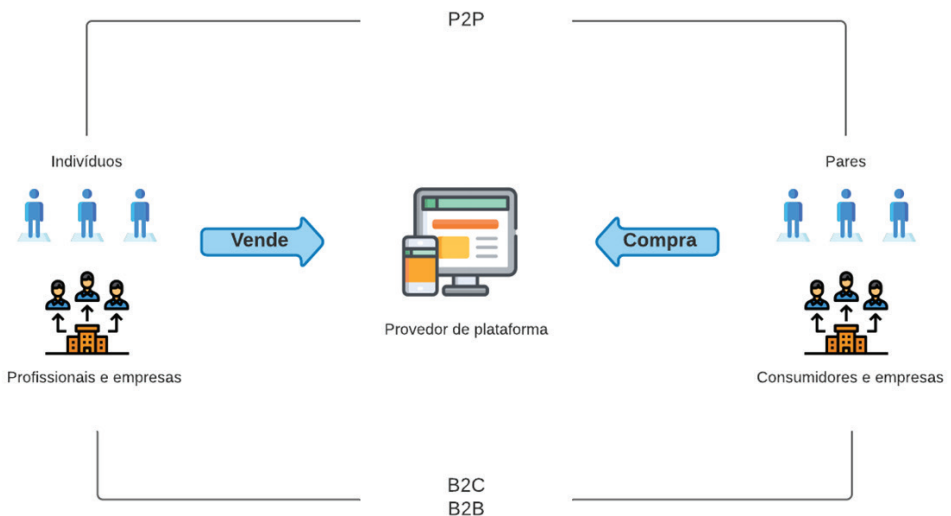 P2P
Indivíduos
Pares
Vende
Compra
Provedor de plataforma
Profissionais e empresas
Consumidores e empresas
B2C
B2B